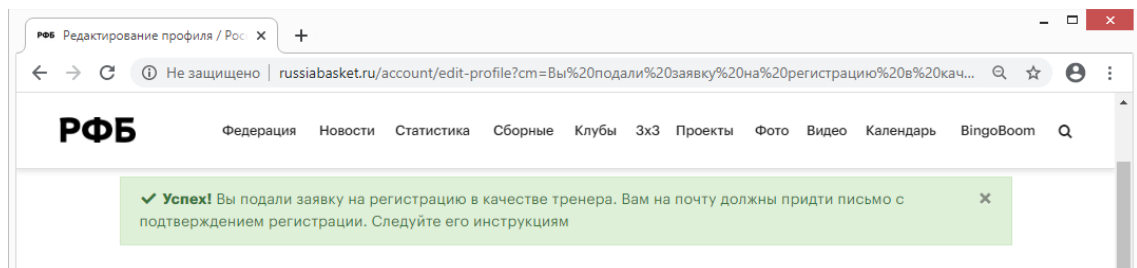 РФБ Редактирование профиля / Рос
Не защищено | russiabasket.ru/account/edit-profile?cm=Вы%20подали%20заявку%20на%20регистрацию%20в%20кач...
РФБ Федерация Новости Статистика Сборные Клубы 3х3 Проекты Фото Видео Календарь BingoBoom
Успех! Вы подали заявку на регистрацию в качестве тренера. Вам на почту должны придти письмо с
подтверждением регистрации. Следуйте его инструкциям